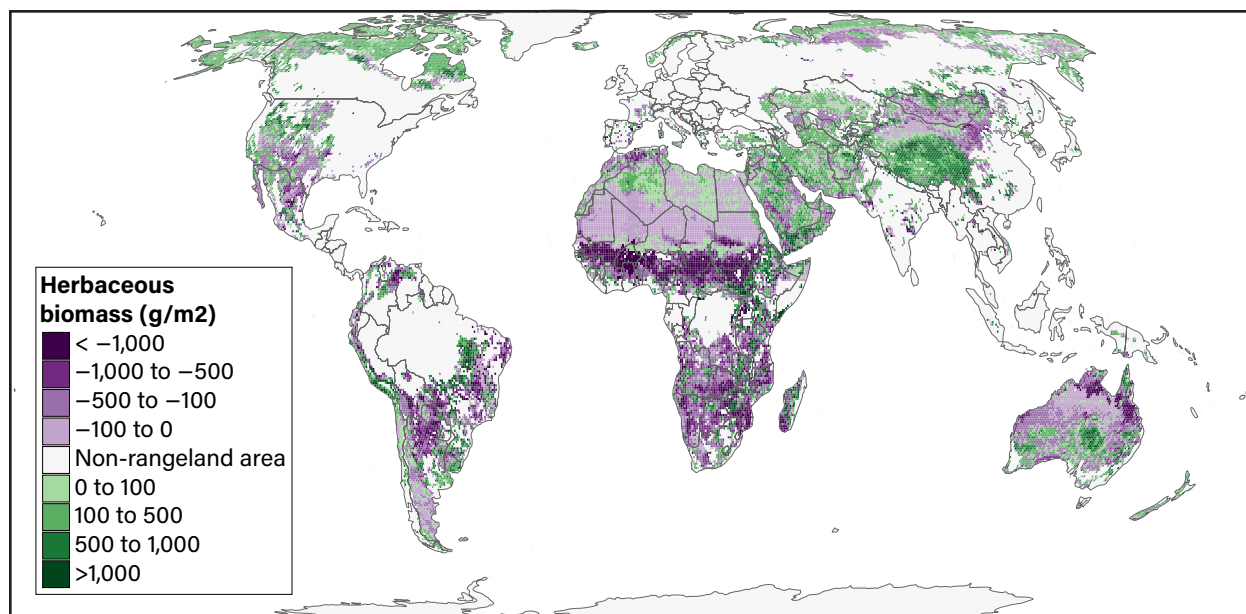 Herbaceous
biomass (g/m2)
< −1,000
−1,000 to −500
−500 to −100
−100 to 0
Non-rangeland area
0 to 100
100 to 500
500 to 1,000
>1,000